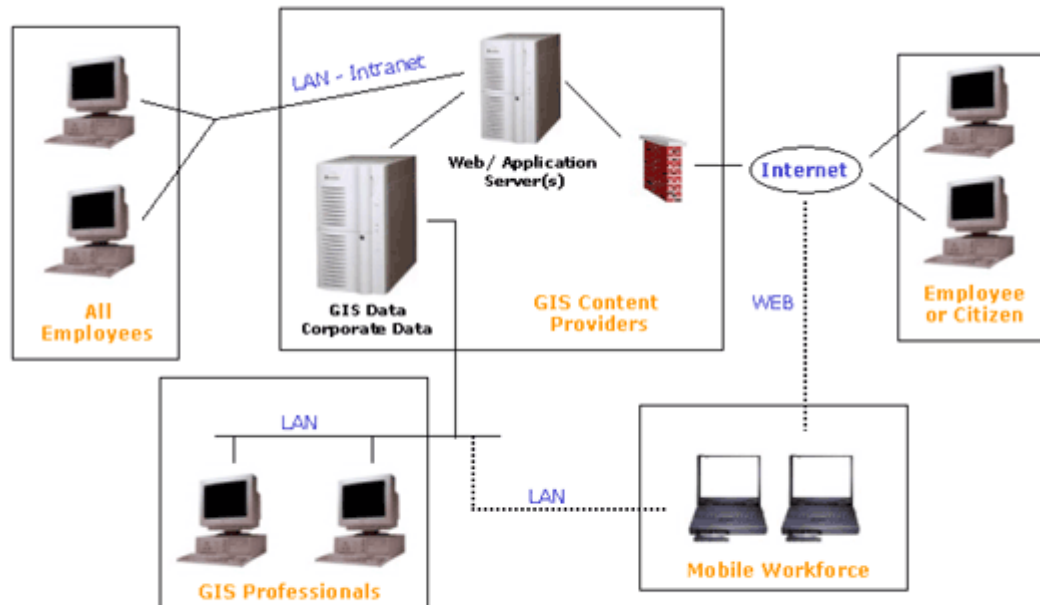 LAN - Intranet
Web/ Application
Server(s)
Internet
GIS Data
Corporate Data
GIS Content
Providers
All
Employees
WEB
Employee
or Citizen
LAN
LAN
GIS Professionals
Mobile Workforce